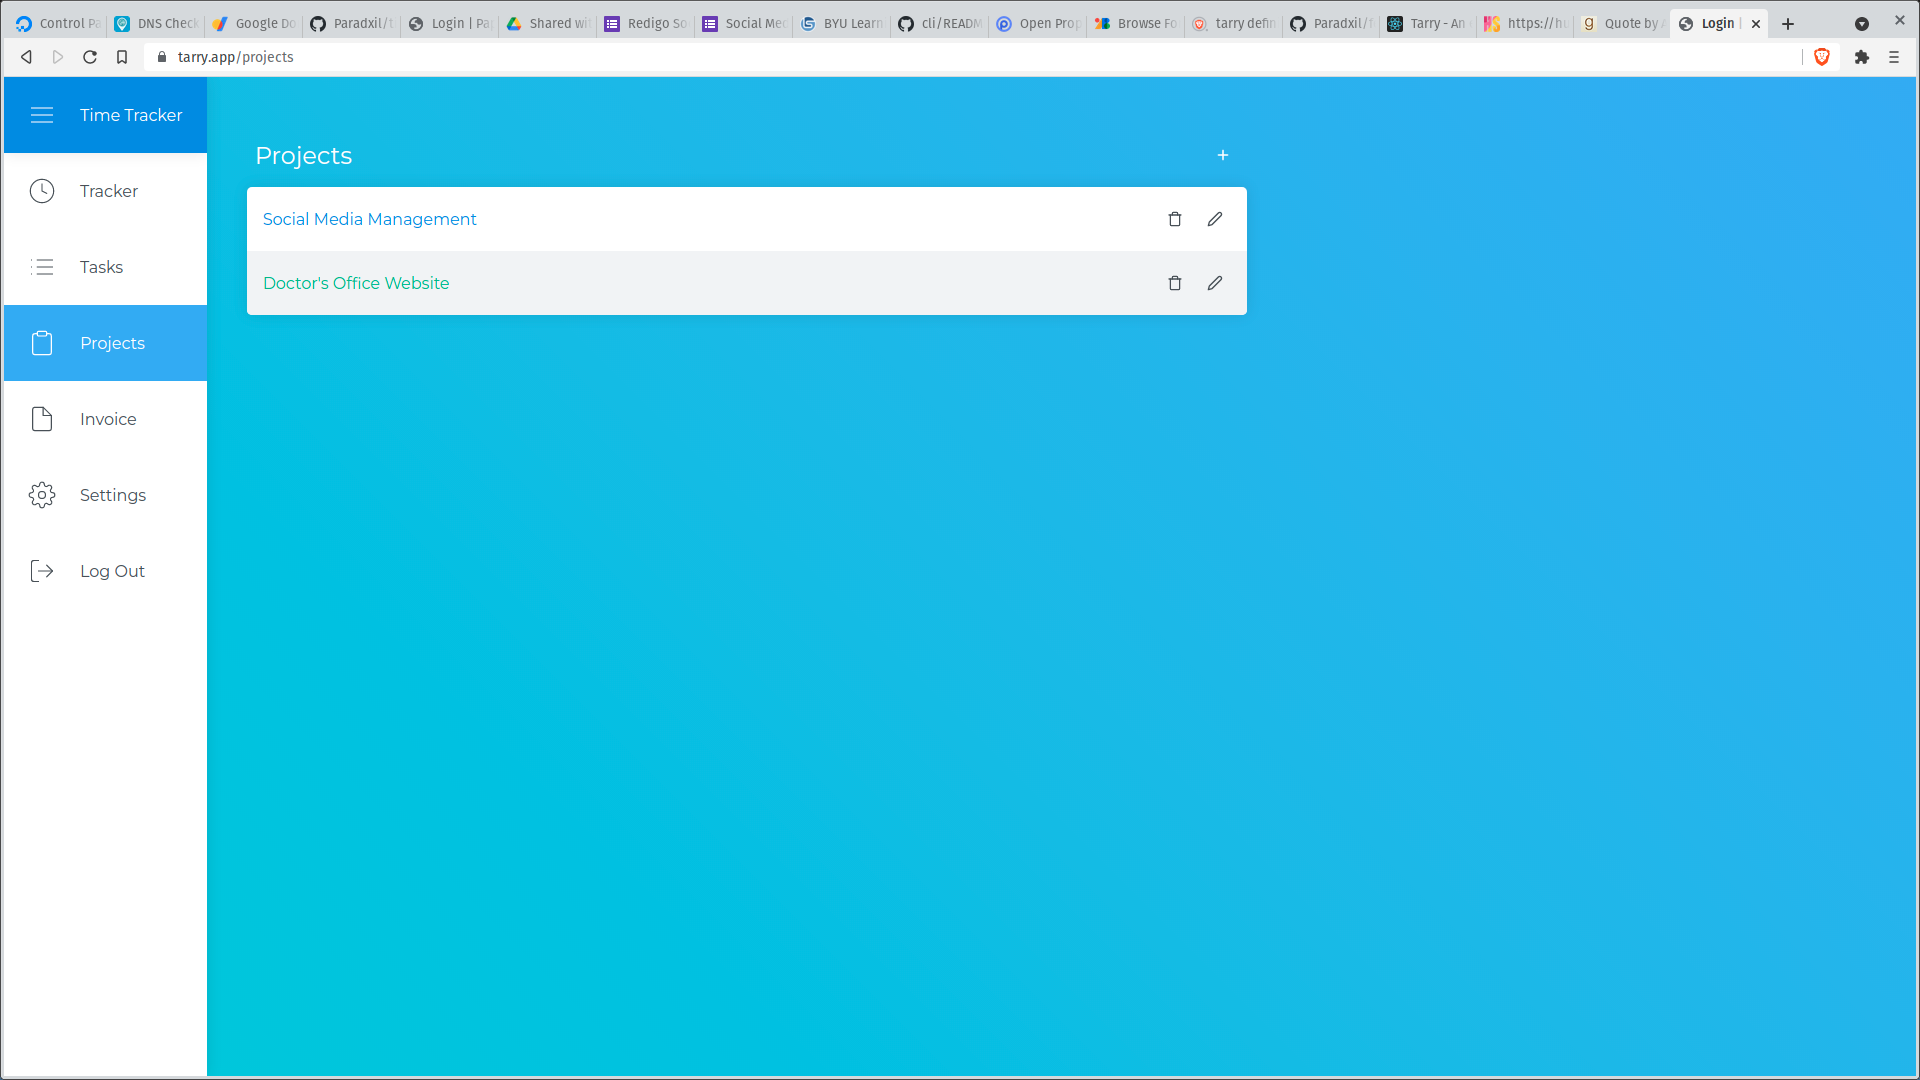 Control Pa
DNS Check
Google Do
Paradxil/t
Login | Pa
Shared wi
Redigo So
Social Med
BYU Learn
cli/READM
Open Prop
Browse Fo
tarry defin
Paradxil/f
Tarry - An
https://hu
Quote by A
Login |
tarry.app/projects
Time Tracker
Tracker
Tasks
Projects
Invoice
Settings
Log Out
Projects
+
Social Media Management
Doctor's Office Website